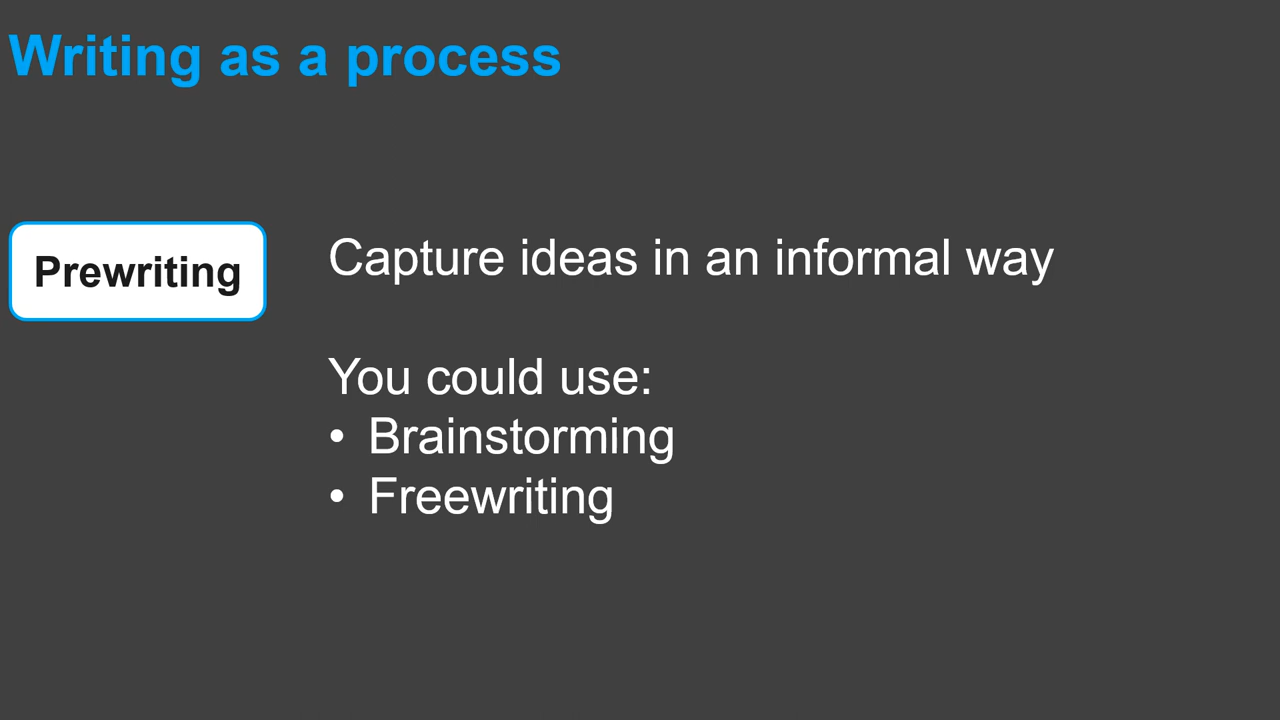 Writing as a process
Prewriting
Capture ideas in an informal way
You could use:
• Brainstorming
• Freewriting